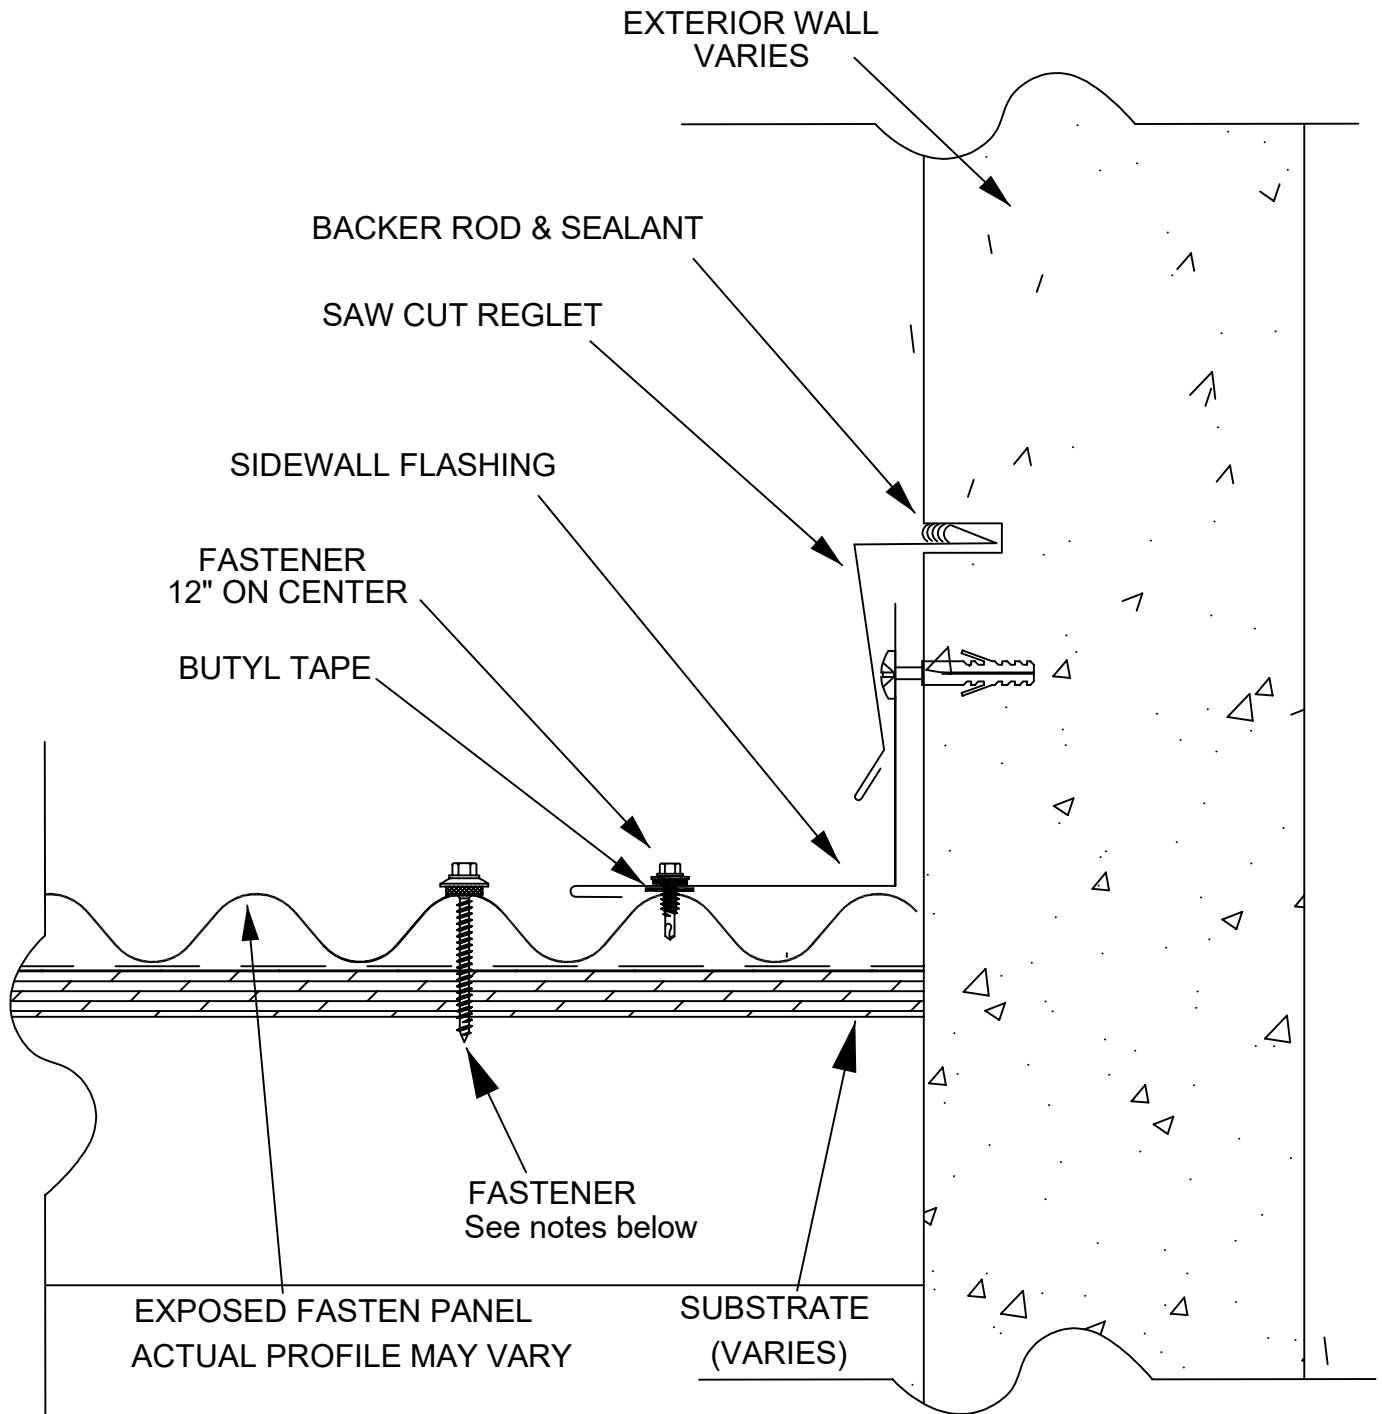 EXTERIOR WALL
VARIES
BACKER ROD & SEALANT
SAW CUT REGLET
SIDEWALL FLASHING
FASTENER
12" ON CENTER
BUTYL TAPE
FASTENER
See notes below
EXPOSED FASTEN PANEL
ACTUAL PROFILE MAY VARY
SUBSTRATE
(VARIES)